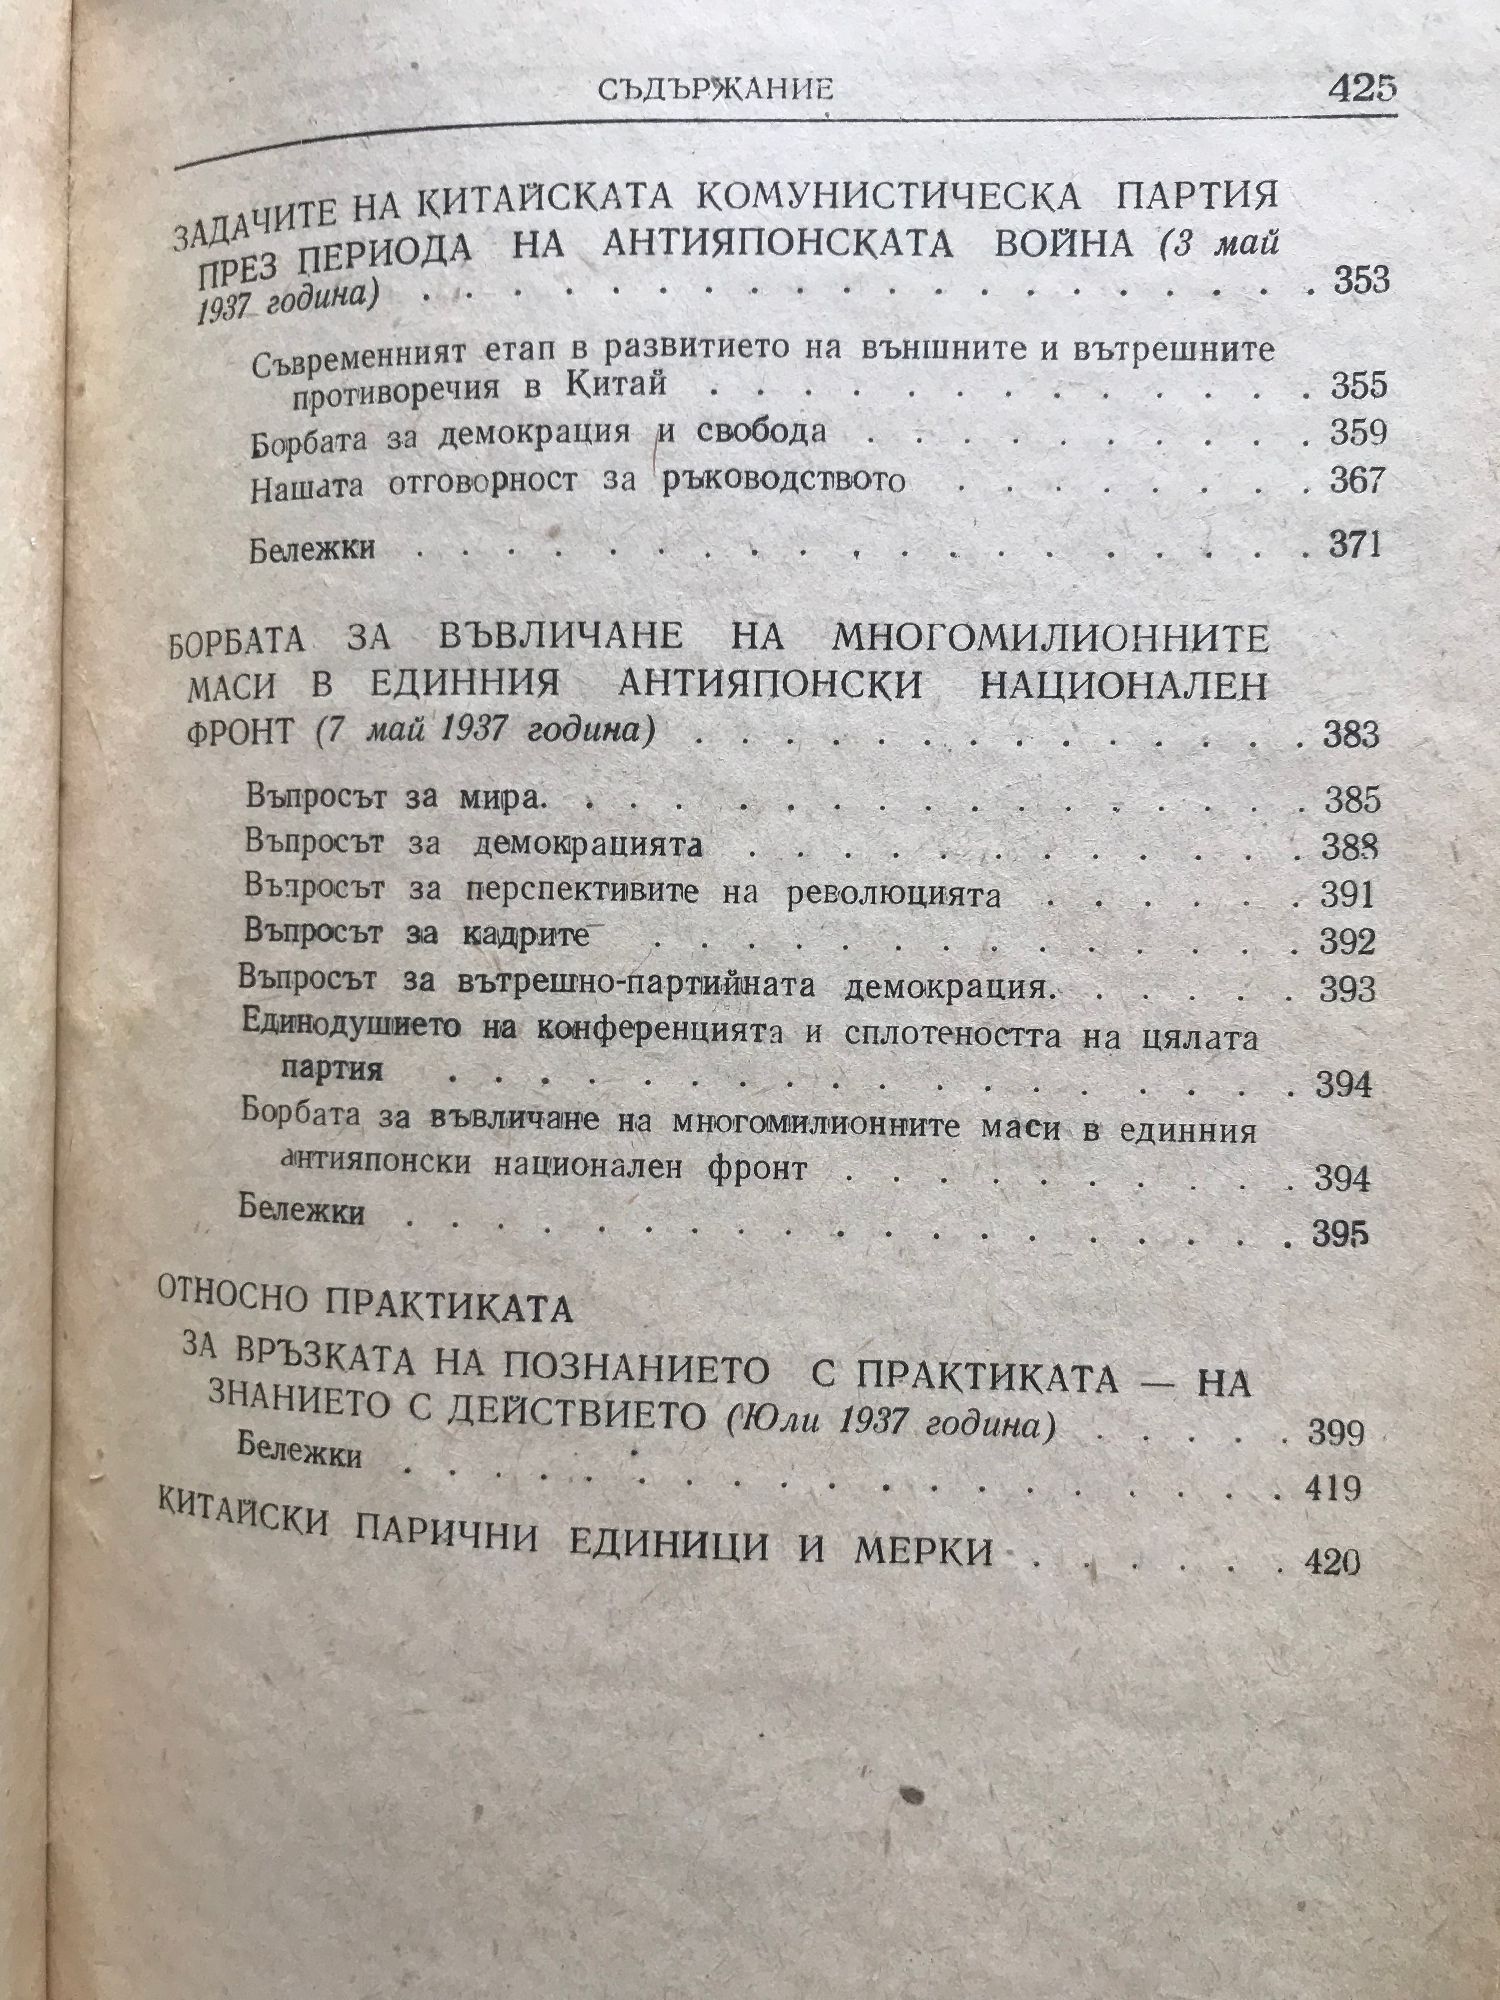 СЪДЪРЖАНИЕ 425
ЗАДАЧИТЕ НА КИТАЙСКАТА КОМУНИСТИЧЕСКА ПАРТИЯ
ПРЕЗ ПЕРИОДА НА АНТИЯПОНСКАТА ВОЙНА (3 май
1937 година) . . . . . . . . . . . . . . . . . . . . 353
Съвременният етап в развитието на външните и вътрешните
противоречия в Китай . . . . . . . . . . . . . 355
Борбата за демокрация и свобода . . . . . . . . . . 359
Нашата отговорност за ръководството . . . . . . . . 367
Бележки . . . . . . . . . . . . . . . . . . . 371
БОРБАТА ЗА ВЪВЛИЧАНЕ НА МНОГОМИЛИОННИТЕ
МАСИ В ЕДИННИЯ АНТИЯПОНСКИ НАЦИОНАЛЕН
ФРОНТ (7 май 1937 година) . . . . . . . . . . . . . . 383
Въпросът за мира. . . . . . . . . . . . . . . . . 385
Въпросът за демокрацията . . . . . . . . . . . . 388
Въпросът за перспективите на революцията . . . . . . 391
Въпросът за кадрите . . . . . . . . . . . . . . 392
Въпросът за вътрешно-партийната демокрация. . . . . . 393
Единодушието на конференцията и сплотеността на цялата
партия . . . . . . . . . . . . . . . . . . 394
Борбата за въвличане на многомилионните маси в единния
антияпонски национален фронт . . . . . . . . . . 394
Бележки . . . . . . . . . . . . . . . . . . . 395
ОТНОСНО ПРАКТИКАТА
ЗА ВРЪЗКАТА НА ПОЗНАНИЕТО С ПРАКТИКАТА — НА
ЗНАНИЕТО С ДЕЙСТВИЕТО (Юли 1937 година) . . . . . 399
Бележки . . . . . . . . . . . . . . . . . . . 419
КИТАЙСКИ ПАРИЧНИ ЕДИНИЦИ И МЕРКИ . . . . . . 420